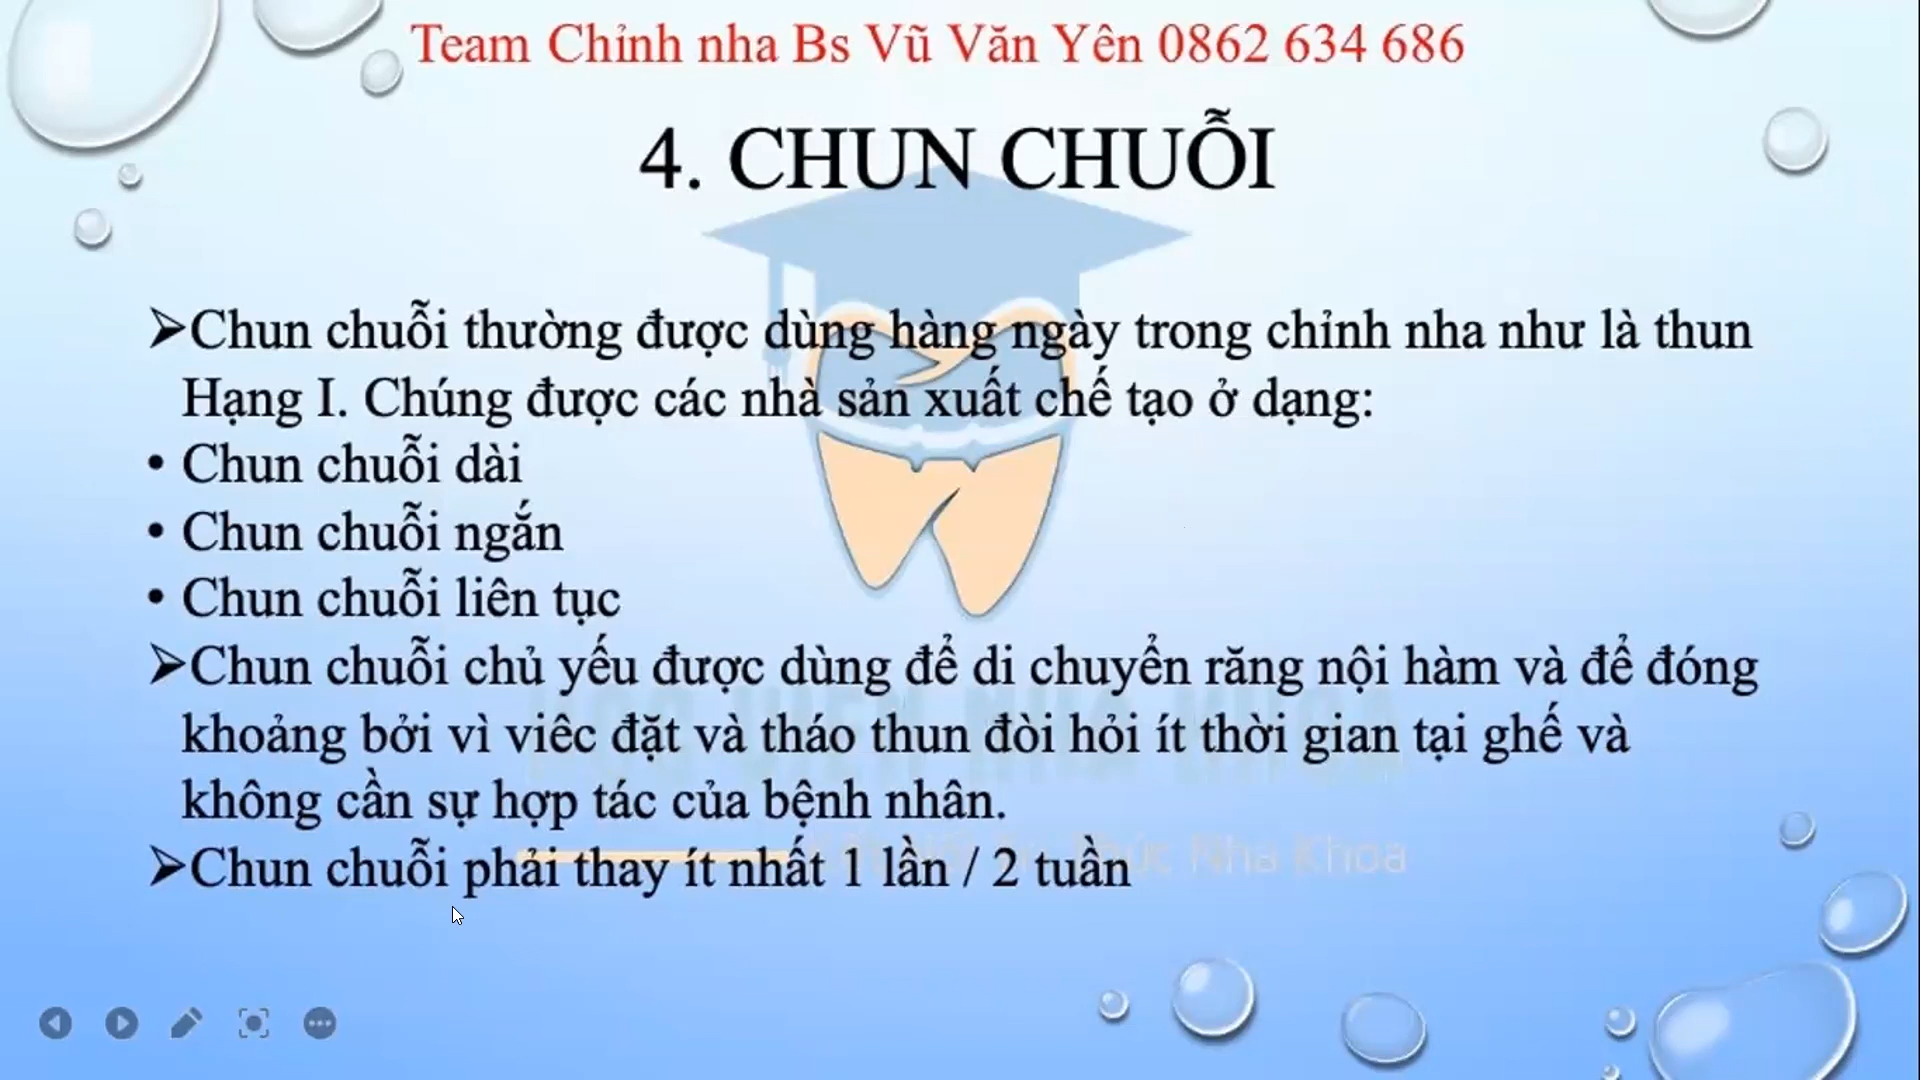 Team Chỉnh nha Bs Vũ Văn Yên 0862 634 686
4. CHUN CHUỖI
➢Chun chuỗi thường được dùng hàng ngày trong chỉnh nha như là thun
Hạng I. Chúng được các nhà sản xuất chế tạo ở dạng:
• Chun chuỗi dài
• Chun chuỗi ngắn
• Chun chuỗi liên tục
➢Chun chuỗi chủ yếu được dùng để di chuyển răng nội hàm và để đóng
khoảng bởi vì viêc đặt và tháo thun đòi hỏi ít thời gian tại ghế và
không cần sự hợp tác của bệnh nhân.
➢Chun chuỗi phải thay ít nhất 1 lần / 2 tuần
Nha Khoa